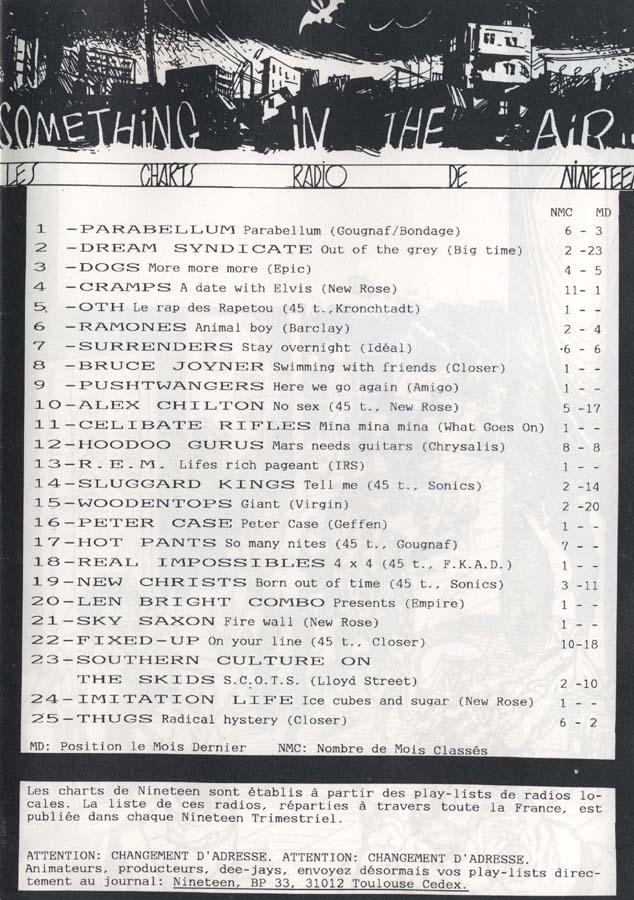 SOMETHING IN THE AIR...
LES CHARTS RADIO DE NINETEEN
NMC MD
1 -PARABELLUM Parabellum (Gougnaf/Bondage) 6 - 3
2 -DREAM SYNDICATE Out of the grey (Big time) 2 -23
3 -DOGS More more more (Epic) 4 - 5
4 -CRAMPS A date with Elvis (New Rose) 11- 1
5 -OTH Le rap des Rapetou (45 t.,Kronchtadt) 1 - -
6 -RAMONES Animal boy (Barclay) 2 - 4
7 -SURRENDERS Stay overnight (Idéal) 6 - 6
8 -BRUCE JOYNER Swimming with friends (Closer) 1 - -
9 -PUSHTWANGERS Here we go again (Amigo) 1 - -
10-ALEX CHILTON No sex (45 t., New Rose) 5 -17
11-CELIBATE RIFLES Mina mina mina (What Goes On) 1 - -
12-HOODOO GURUS Mars needs guitars (Chrysalis) 8 - 8
13-R.E.M. Lifes rich pageant (IRS) 1 - -
14-SLUGGARD KINGS Tell me (45 t., Sonics) 2 -14
15-WOODENTOPS Giant (Virgin) 2 -20
16-PETER CASE Peter Case (Geffen) 1 - -
17-HOT PANTS So many nites (45 t., Gougnaf) 7 - -
18-REAL IMPOSSIBLES 4 x 4 (45 t., F.K.A.D.) 1 - -
19-NEW CHRISTS Born out of time (45 t., Sonics) 3 -11
20-LEN BRIGHT COMBO Presents (Empire) 1 - -
21-SKY SAXON Fire wall (New Rose) 1 - -
22-FIXED-UP On your line (45 t., Closer) 10-18
23-SOUTHERN CULTURE ON
THE SKIDS S.C.O.T.S. (Lloyd Street) 2 -10
24-IMITATION LIFE Ice cubes and sugar (New Rose) 1 - -
25-THUGS Radical hystery (Closer) 6 - 2
MD: Position le Mois Dernier NMC: Nombre de Mois Classés
Les charts de Nineteen sont établis à partir des play-lists de radios lo-
cales. La liste de ces radios, réparties à travers toute la France, est
publiée dans chaque Nineteen Trimestriel.
ATTENTION: CHANGEMENT D'ADRESSE. ATTENTION: CHANGEMENT D'ADRESSE.
Animateurs, producteurs, dee-jays, envoyez désormais vos play-lists direc-
tement au journal: Nineteen, BP 33, 31012 Toulouse Cedex.